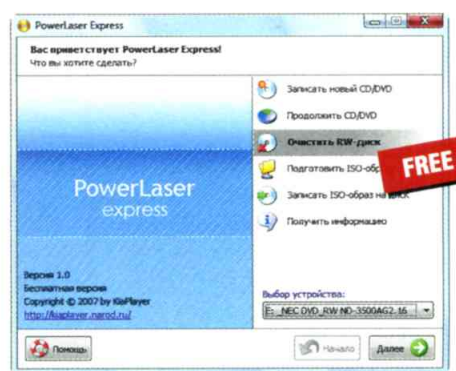 PowerLaser Express
Вас приветствует PowerLaser Express!
Что вы хотите сделать?
Записать новый CD/DVD
Продолжить CD/DVD
Очистить RW-диск
Подготовить ISO-обр
FREE
Записать ISO-образ на диск
Получить информацию
PowerLaser
express
Версия 1.0
Бесплатная версия
Copyright © 2007 by KiaPlayer
http://kiaplayer.narod.ru/
Выбор устройства:
E: _NEC DVD_RW ND-3500AG2.16
Помощь
Начало
Далее